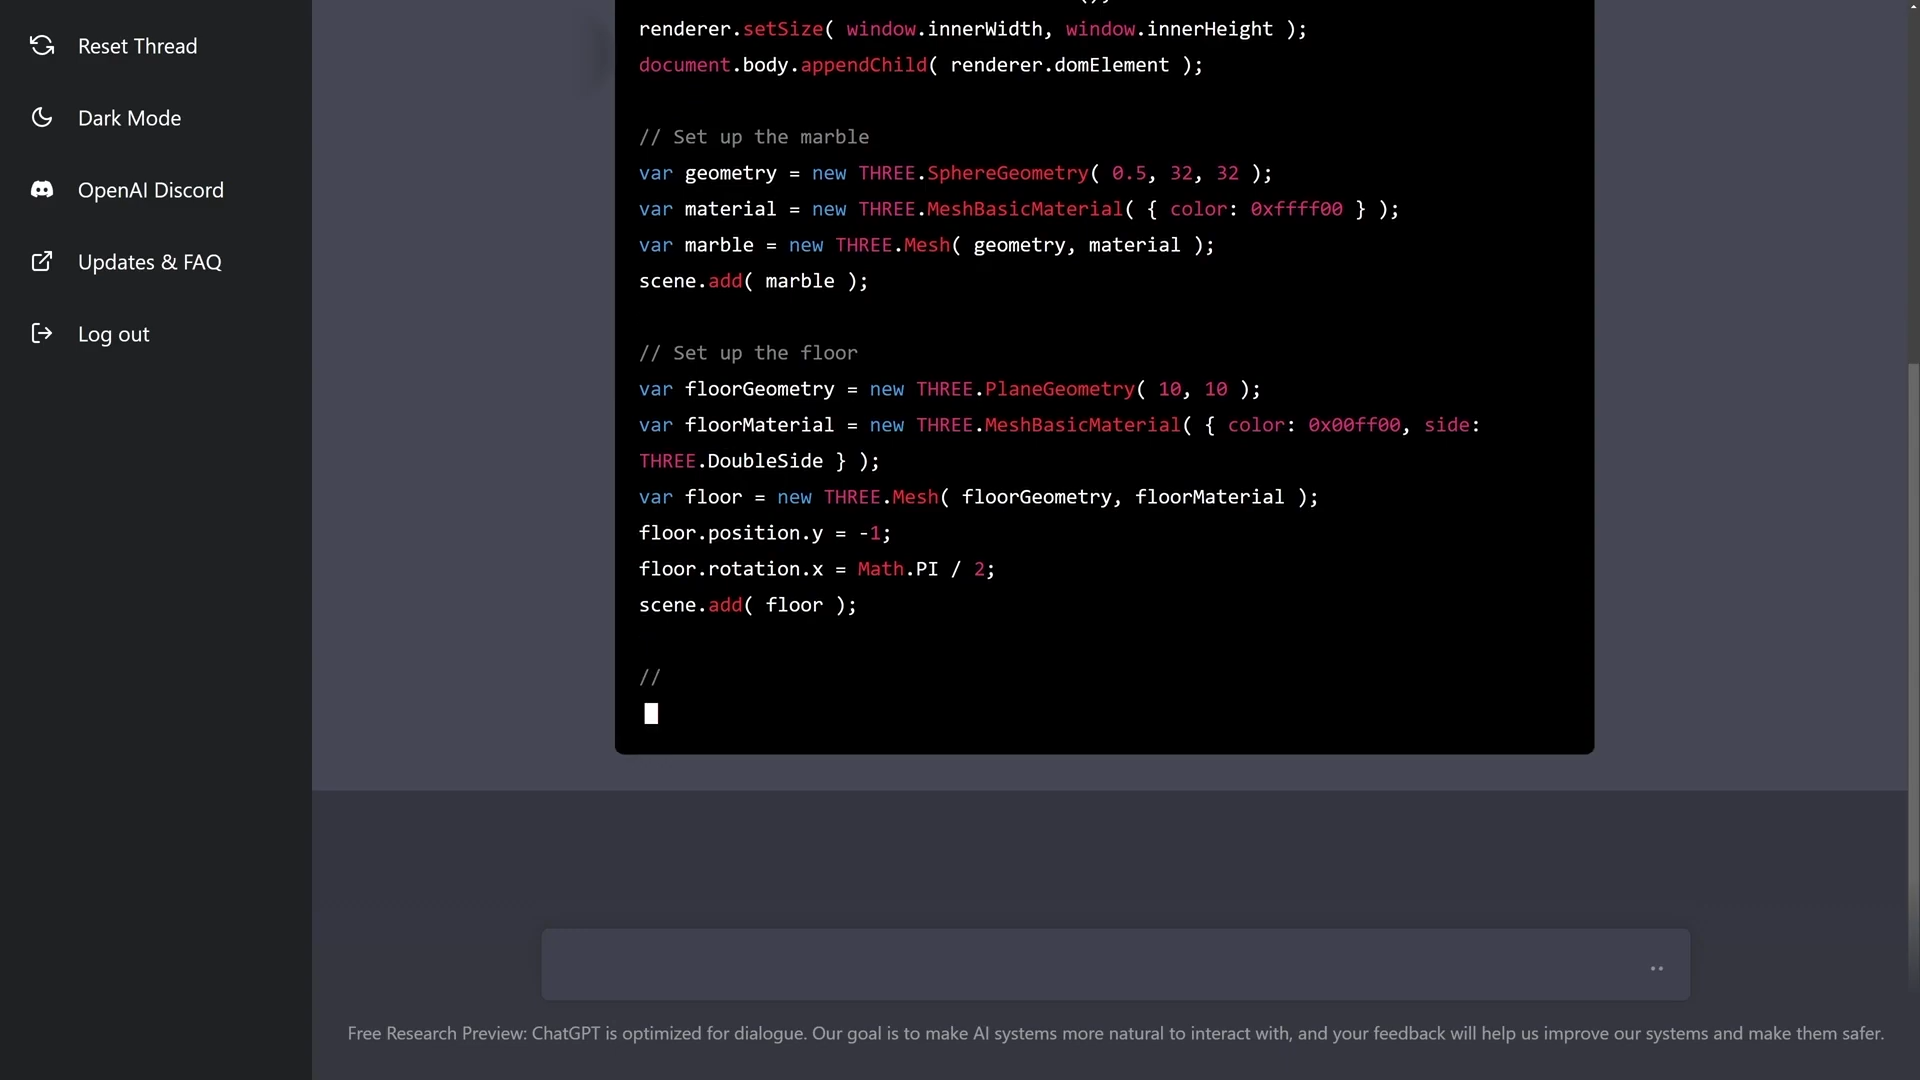 Reset Thread
Dark Mode
OpenAI Discord
Updates & FAQ
Log out
renderer.setSize( window.innerWidth, window.innerHeight );
document.body.appendChild( renderer.domElement );
// Set up the marble
var geometry = new THREE.SphereGeometry( 0.5, 32, 32 );
var material = new THREE.MeshBasicMaterial( { color: 0xffff00 } );
var marble = new THREE.Mesh( geometry, material );
scene.add( marble );
// Set up the floor
var floorGeometry = new THREE.PlaneGeometry( 10, 10 );
var floorMaterial = new THREE.MeshBasicMaterial( { color: 0x00ff00, side:
THREE.DoubleSide } );
var floor = new THREE.Mesh( floorGeometry, floorMaterial );
floor.position.y = -1;
floor.rotation.x = Math.PI / 2;
scene.add( floor );
//
Free Research Preview: ChatGPT is optimized for dialogue. Our goal is to make AI systems more natural to interact with, and your feedback will help us improve our systems and make them safer.